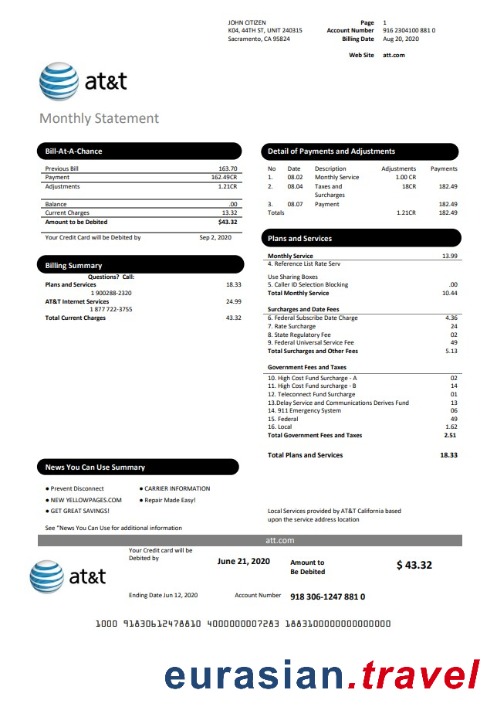 JOHN CITIZEN
K04, 44TH ST, UNIT 240315
Sacramento, CA 95824
Page 1
Account Number 916 2304100 881 0
Billing Date Aug 20, 2020
Web Site att.com
at&t
Monthly Statement
Bill-At-A-Chance
Previous Bill 163.70
Payment 162.49CR
Adjustments 1.21CR
Balance .00
Current Charges 13.32
Amount to be Debited $43.32
Your Credit Card will be Debited by Sep 2, 2020
Billing Summary
Questions? Call:
Plans and Services 18.33
1 900288-2320
AT&T Internet Services 24.99
1 877 722-3755
Total Current Charges 43.32
Detail of Payments and Adjustments
No Date Description Adjustments Payments
1. 08.02 Monthly Service 1.00 CR
2. 08.04 Taxes and 18CR 182.49
Surcharges
3. 08.07 Payment 182.49
Totals 1.21CR 182.49
Plans and Services
Monthly Service 13.99
4. Reference List Rate Serv
Use Sharing Boxes
5. Caller ID Selection Blocking .00
Total Monthly Service 10.44
Surcharges and Date Fees
6. Federal Subscribe Date Charge 4.36
7. Rate Surcharge 24
8. State Regulatory Fee 02
9. Federal Universal Service Fee 49
Total Surcharges and Other Fees 5.13
Government Fees and Taxes
10. High Cost Fund Surcharge - A 02
11. High Cost Fund surcharge - B 14
12. Teleconnect Fund Surcharge 01
13.Delay Service and Communications Derives Fund 13
14. 911 Emergency System 06
15. Federal 49
16. Local 1.62
Total Government Fees and Taxes 2.51
Total Plans and Services 18.33
News You Can Use Summary
● Prevent Disconnect ● CARRIER INFORMATION
● NEW YELLOWPAGES.COM ● Repair Made Easy!
● GET GREAT SAVINGS!
See "News You Can Use for additional information
Local Services provided by AT&T California based
upon the service address location
att.com
at&t
Your Credit card will be
Debited by
June 21, 2020
Amount to
Be Debited
$ 43.32
Ending Date Jun 12, 2020
Account Number 918 306-1247 881 0
1000 91830612478810 4000000007283 1883100000000000000
eurasian.travel